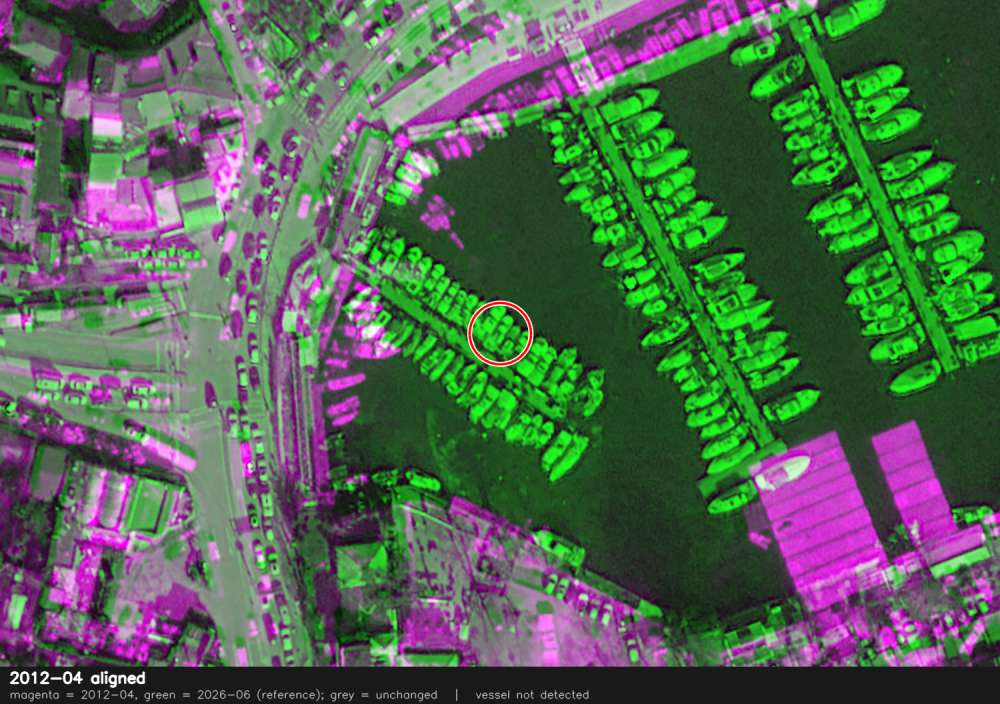 2012-04 aligned
magenta = 2012-04, green = 2026-06 (reference); grey = unchanged | vessel not detected